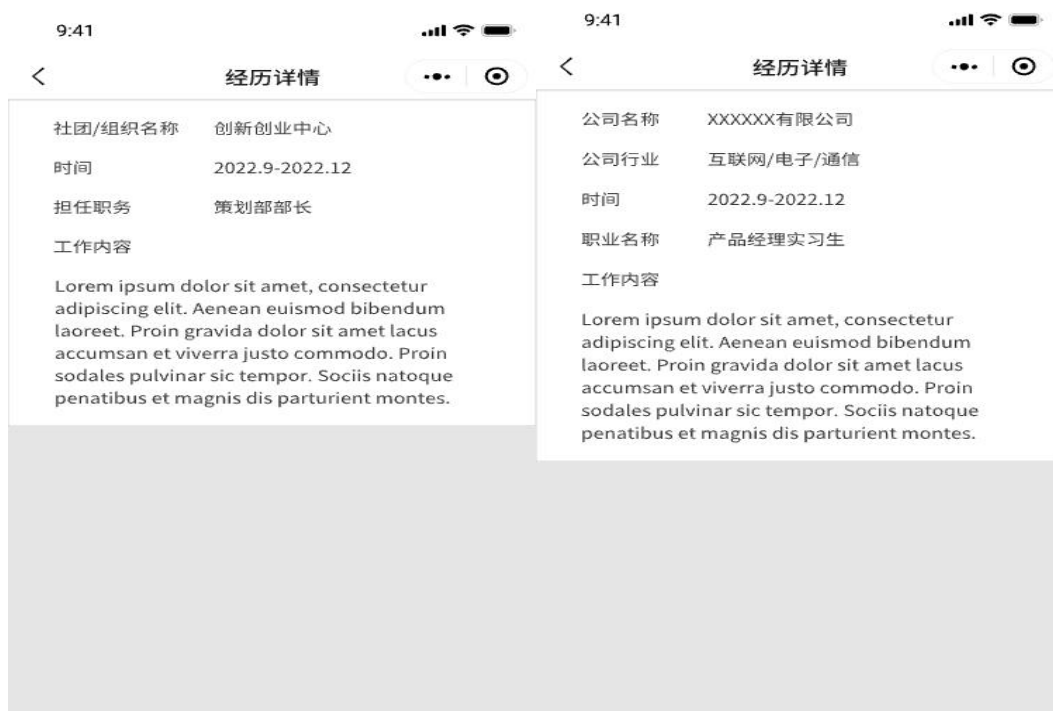 9:41
经历详情
社团/组织名称 创新创业中心
时间 2022.9-2022.12
担任职务 策划部部长
工作内容
Lorem ipsum dolor sit amet, consectetur
adipiscing elit. Aenean euismod bibendum
laoreet. Proin gravida dolor sit amet lacus
accumsan et viverra justo commodo. Proin
sodales pulvinar sic tempor. Sociis natoque
penatibus et magnis dis parturient montes.
9:41
经历详情
公司名称 XXXXXX有限公司
公司行业 互联网/电子/通信
时间 2022.9-2022.12
职业名称 产品经理实习生
工作内容
Lorem ipsum dolor sit amet, consectetur
adipiscing elit. Aenean euismod bibendum
laoreet. Proin gravida dolor sit amet lacus
accumsan et viverra justo commodo. Proin
sodales pulvinar sic tempor. Sociis natoque
penatibus et magnis dis parturient montes.